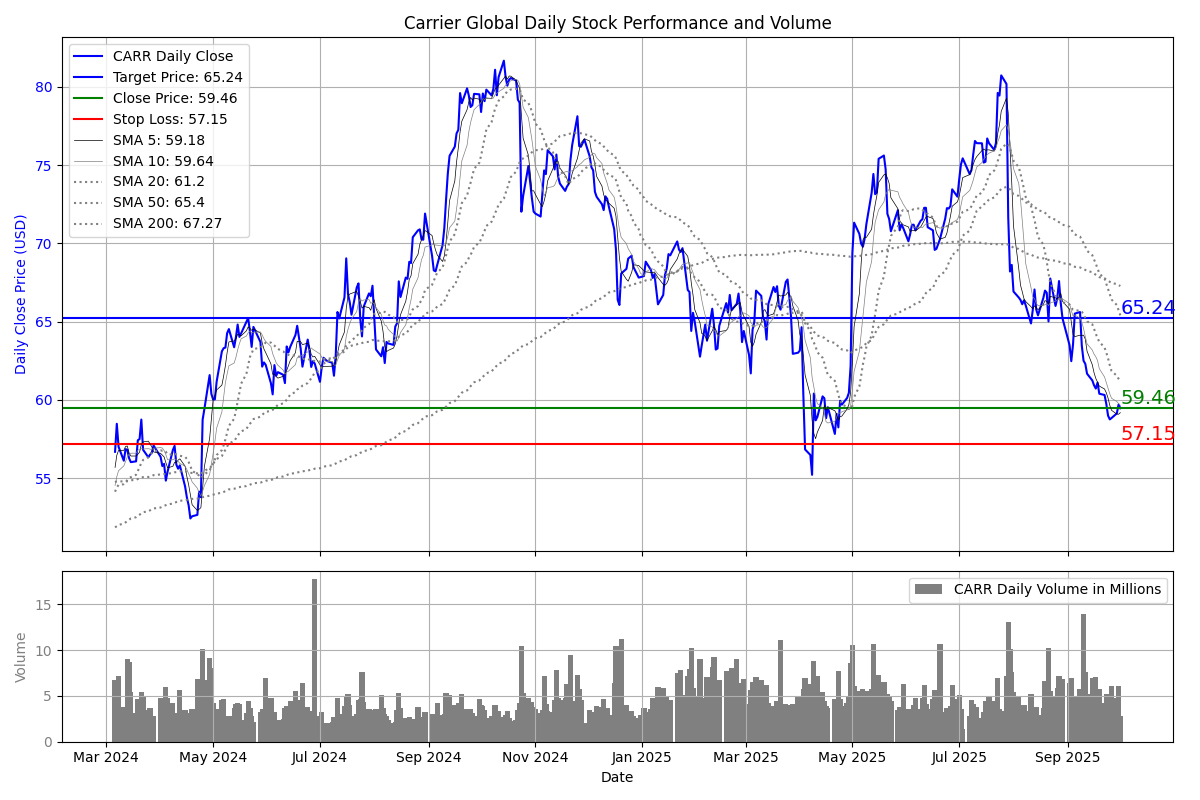 Carrier Global Daily Stock Performance and Volume
CARR Daily Close
Target Price: 65.24
Close Price: 59.46
Stop Loss: 57.15
SMA 5: 59.18
SMA 10: 59.64
SMA 20: 61.2
SMA 50: 65.4
SMA 200: 67.27
Daily Close Price (USD)
80
75
70
65
60
55
65.24
59.46
57.15
CARR Daily Volume in Millions
Volume
15
10
5
0
Mar 2024
May 2024
Jul 2024
Sep 2024
Nov 2024
Jan 2025
Mar 2025
May 2025
Jul 2025
Sep 2025
Date